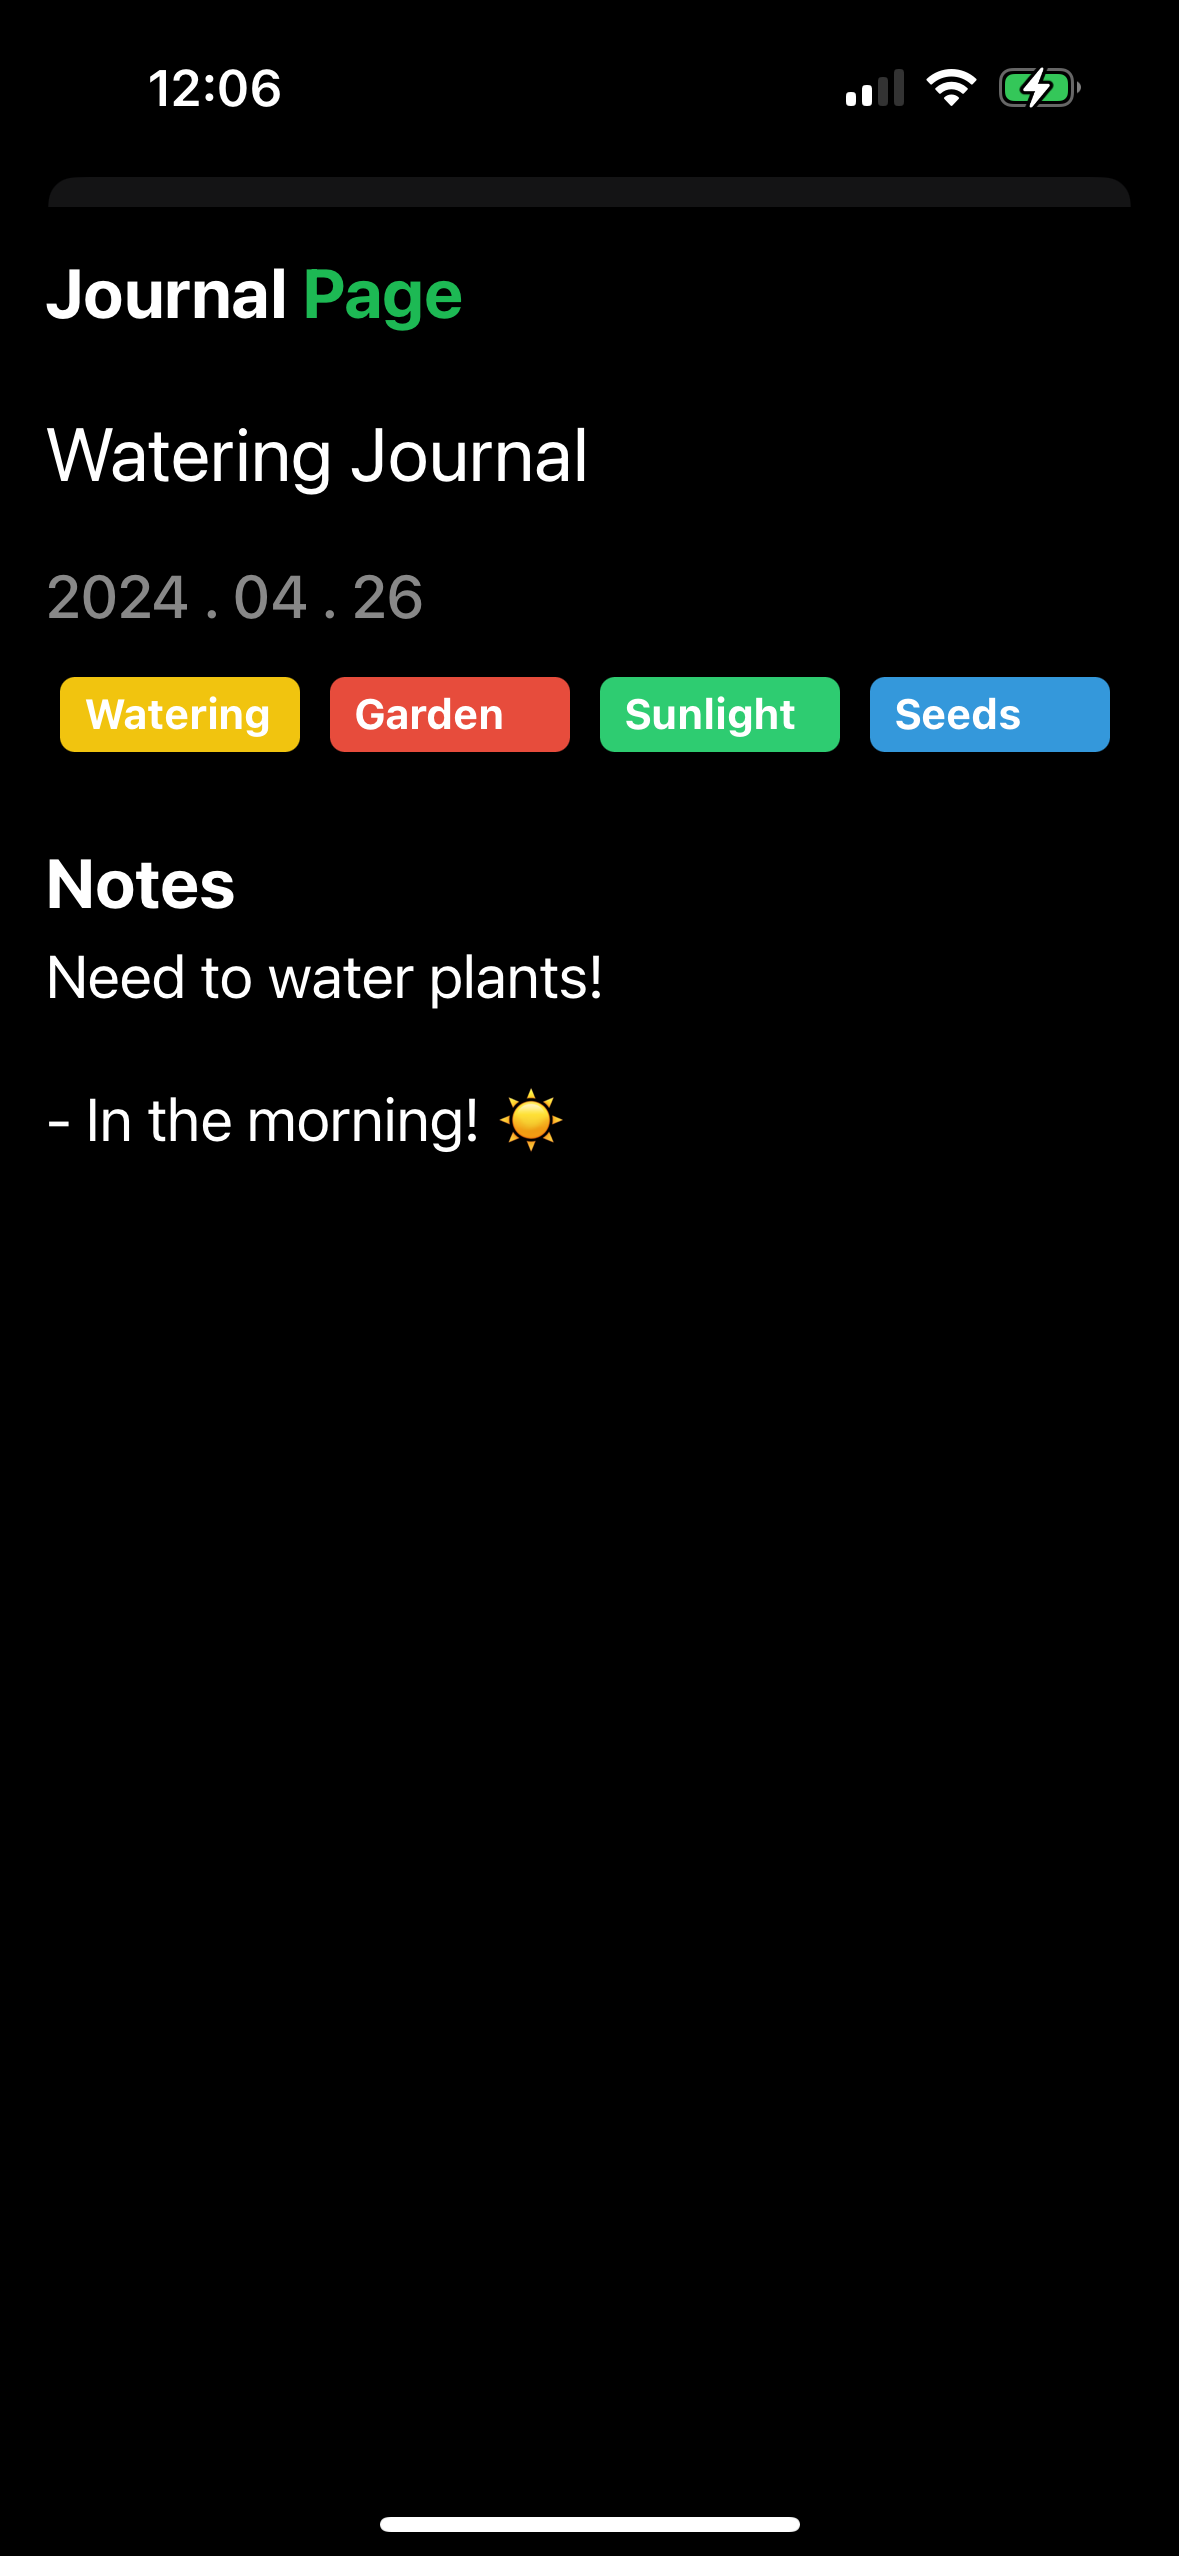 12:06
Journal Page
Watering Journal
2024 . 04 . 26
Watering Garden Sunlight Seeds
Notes
Need to water plants!
- In the morning! ☀️